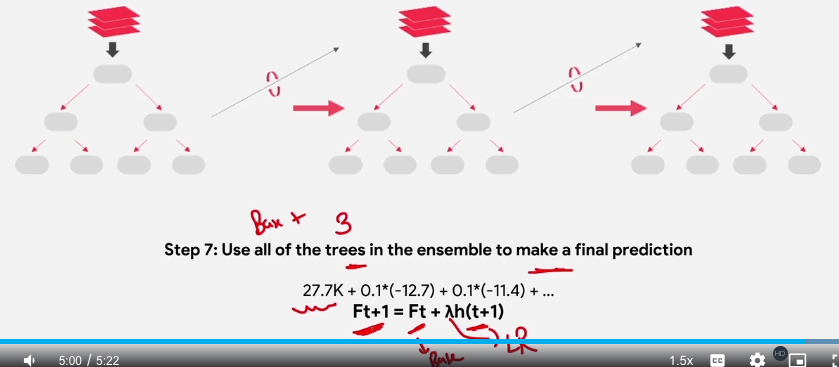 Base + 3
Step 7: Use all of the trees in the ensemble to make a final prediction
27.7K + 0.1*(-12.7) + 0.1*(-11.4) + ...
Ft+1 = Ft + λh(t+1)
LR
Base
5:00 / 5:22
1.5x
CC
HD